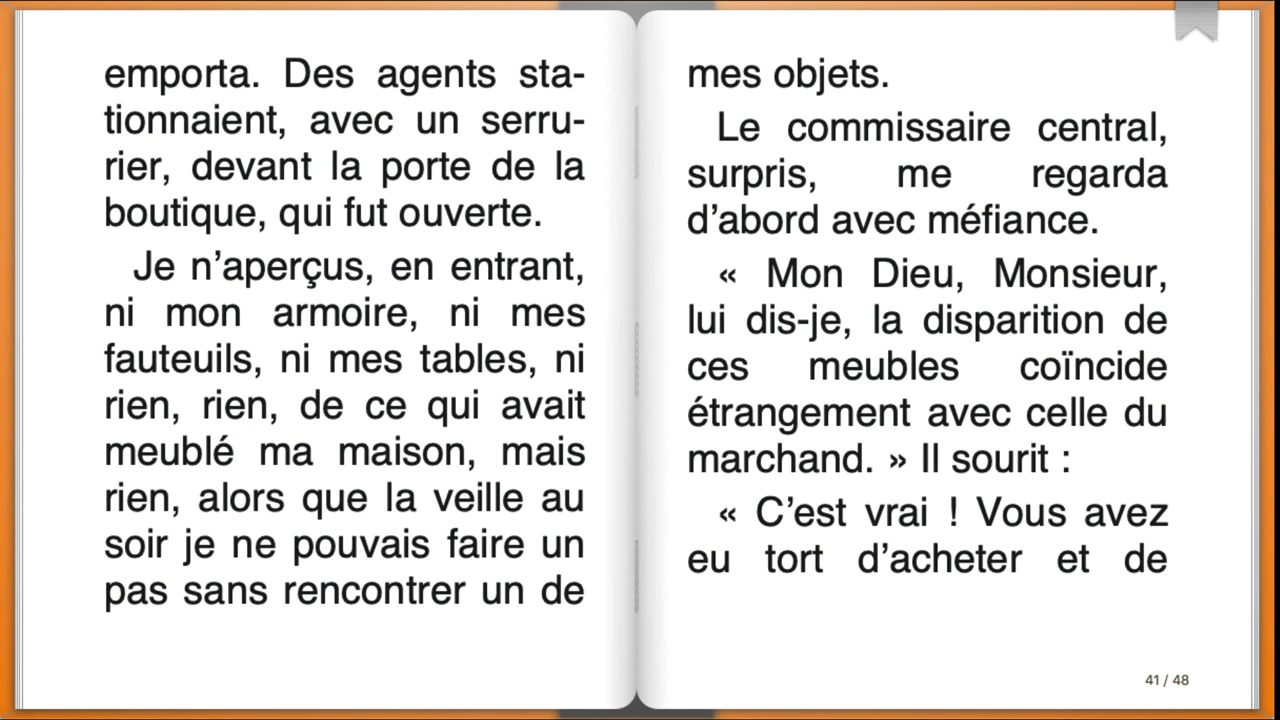 emporta. Des agents sta-
tionnaient, avec un serru-
rier, devant la porte de la
boutique, qui fut ouverte.
Je n’aperçus, en entrant,
ni mon armoire, ni mes
fauteuils, ni mes tables, ni
rien, rien, de ce qui avait
meublé ma maison, mais
rien, alors que la veille au
soir je ne pouvais faire un
pas sans rencontrer un de
mes objets.
Le commissaire central,
surpris, me regarda
d’abord avec méfiance.
« Mon Dieu, Monsieur,
lui dis-je, la disparition de
ces meubles coïncide
étrangement avec celle du
marchand. » Il sourit :
« C’est vrai ! Vous avez
eu tort d’acheter et de
41 / 48